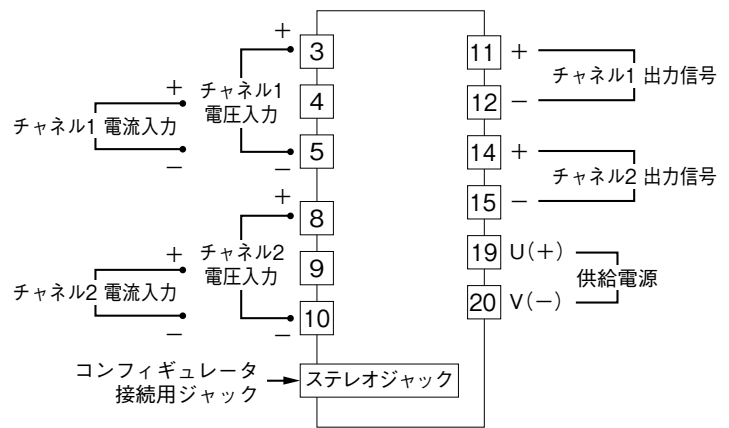 +
3
チャネル1
電圧入力
4
−
5
+
チャネル1 電流入力
−
+
8
チャネル2
電圧入力
9
−
10
+
チャネル2 電流入力
−
コンフィギュレータ
接続用ジャック
ステレオジャック
11 +
チャネル1 出力信号
12 −
14 +
チャネル2 出力信号
15 −
19 U(+)
供給電源
20 V(−)